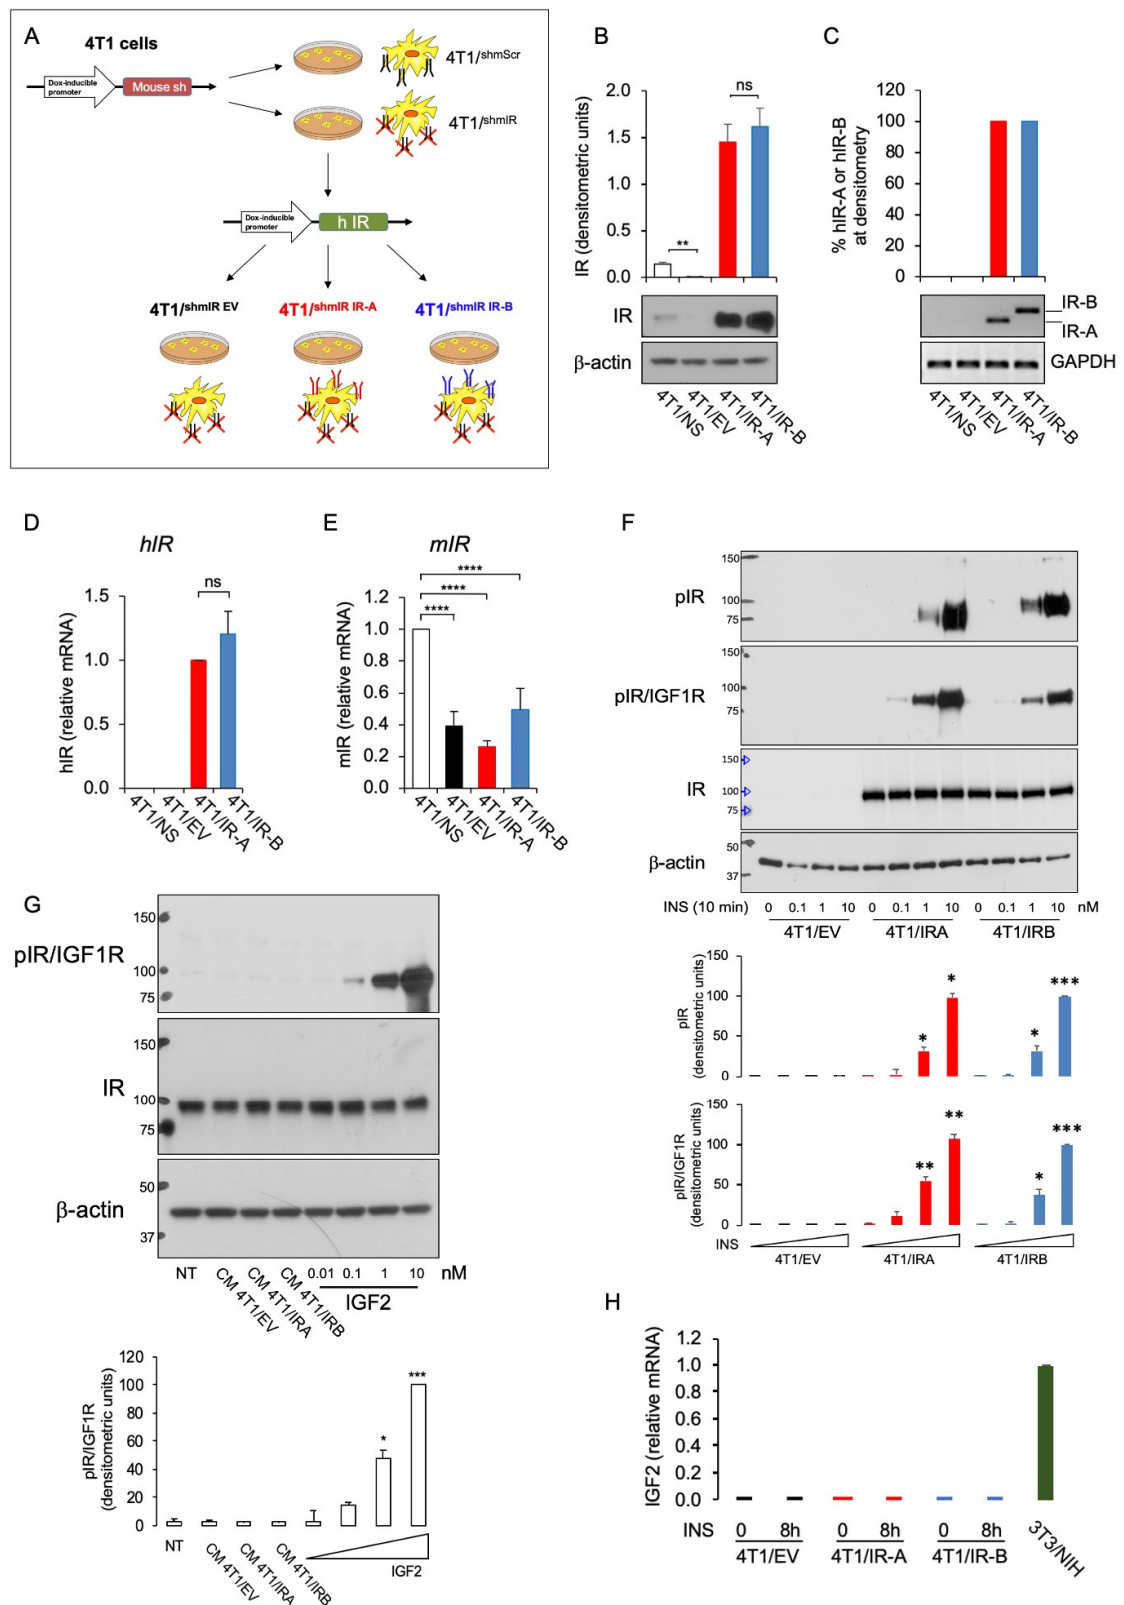 A
4T1 cells
Dox-inducible
promoter
Mouse sh
4T1/shmScr
4T1/shmIR
Dox-inducible
promoter
h IR
4T1/shmIR EV
4T1/shmIR IR-A
4T1/shmIR IR-B
B
IR (densitometric units)
2.0
1.5
1.0
0.5
0.0
**
ns
IR
β-actin
4T1/NS
4T1/EV
4T1/IR-A
4T1/IR-B
C
% hIR-A or hIR-B
at densitometry
120
100
80
60
40
20
0
IR-B
IR-A
GAPDH
4T1/NS
4T1/EV
4T1/IR-A
4T1/IR-B
D
hIR
hIR (relative mRNA)
1.5
1.0
0.5
0.0
ns
4T1/NS
4T1/EV
4T1/IR-A
4T1/IR-B
E
mIR
mIR (relative mRNA)
1.2
1.0
0.8
0.6
0.4
0.2
0.0
****
****
****
4T1/NS
4T1/EV
4T1/IR-A
4T1/IR-B
F
pIR
150
100
75
pIR/IGF1R
150
100
75
IR
150
100
75
β-actin
50
37
INS (10 min) 0 0.1 1 10 0 0.1 1 10 0 0.1 1 10 nM
4T1/EV 4T1/IRA 4T1/IRB
pIR
(densitometric units)
150
100
50
0
* * * ***
pIR/IGF1R
(densitometric units)
150
100
50
0
** ** * ***
INS
4T1/EV 4T1/IRA 4T1/IRB
G
pIR/IGF1R
150
100
75
IR
150
100
75
β-actin
50
37
NT
CM 4T1/EV
CM 4T1/IRA
CM 4T1/IRB
0.01 0.1 1 10 nM
IGF2
pIR/IGF1R
(densitometric units)
120
100
80
60
40
20
0
* ***
NT
CM 4T1/EV
CM 4T1/IRA
CM 4T1/IRB
IGF2
H
IGF2 (relative mRNA)
1.2
1.0
0.8
0.6
0.4
0.2
0.0
INS 0 8h 0 8h 0 8h
4T1/EV 4T1/IR-A 4T1/IR-B
3T3/NIH